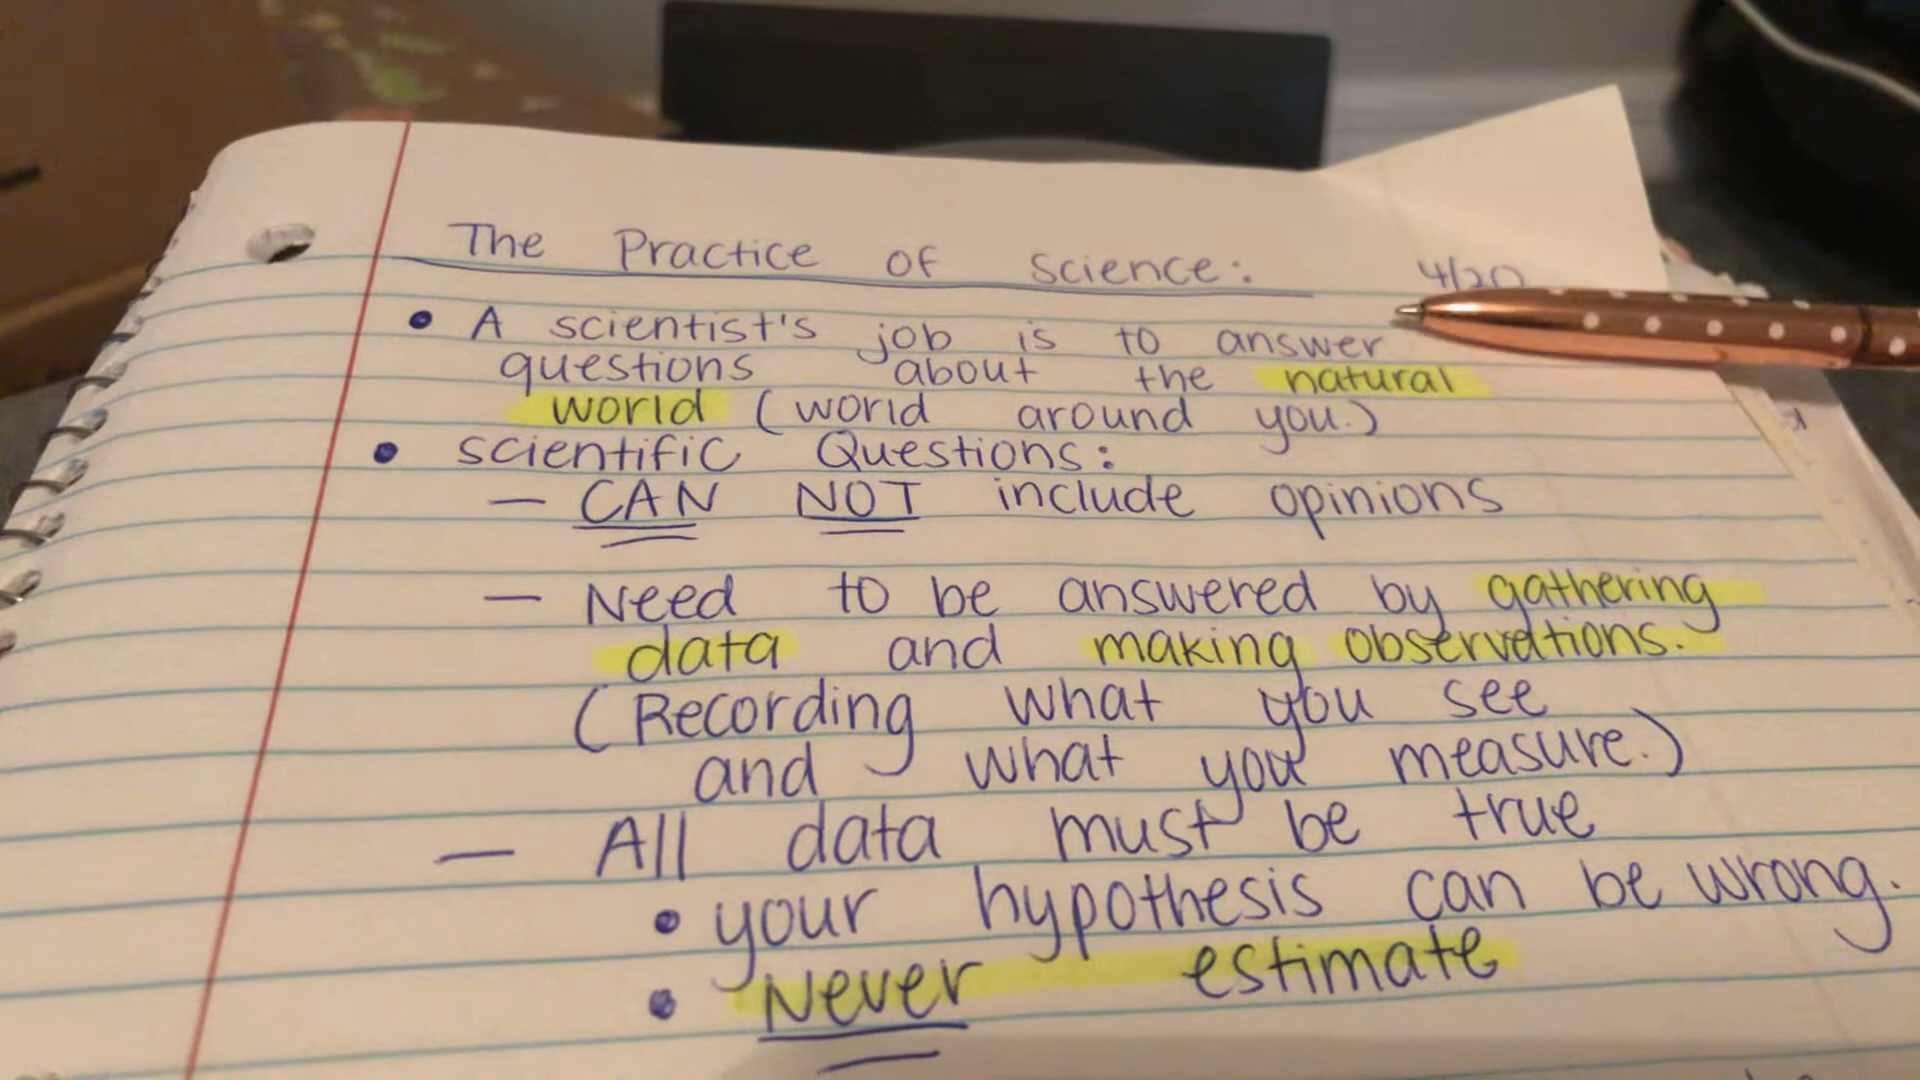 The Practice of Science: 4/20
• A scientist's job is to answer
questions about the natural
world (world around you.)
• scientific Questions:
— CAN NOT include opinions
— Need to be answered by gathering
data and making observations.
(Recording what you see
and what you measure.)
— All data must be true
• your hypothesis can be wrong.
• Never estimate